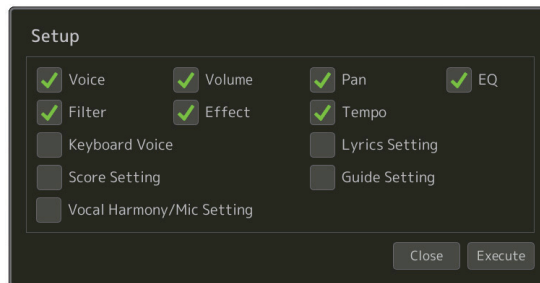 Setup
Voice Volume Pan EQ
Filter Effect Tempo
Keyboard Voice Lyrics Setting
Score Setting Guide Setting
Vocal Harmony/Mic Setting
Close Execute